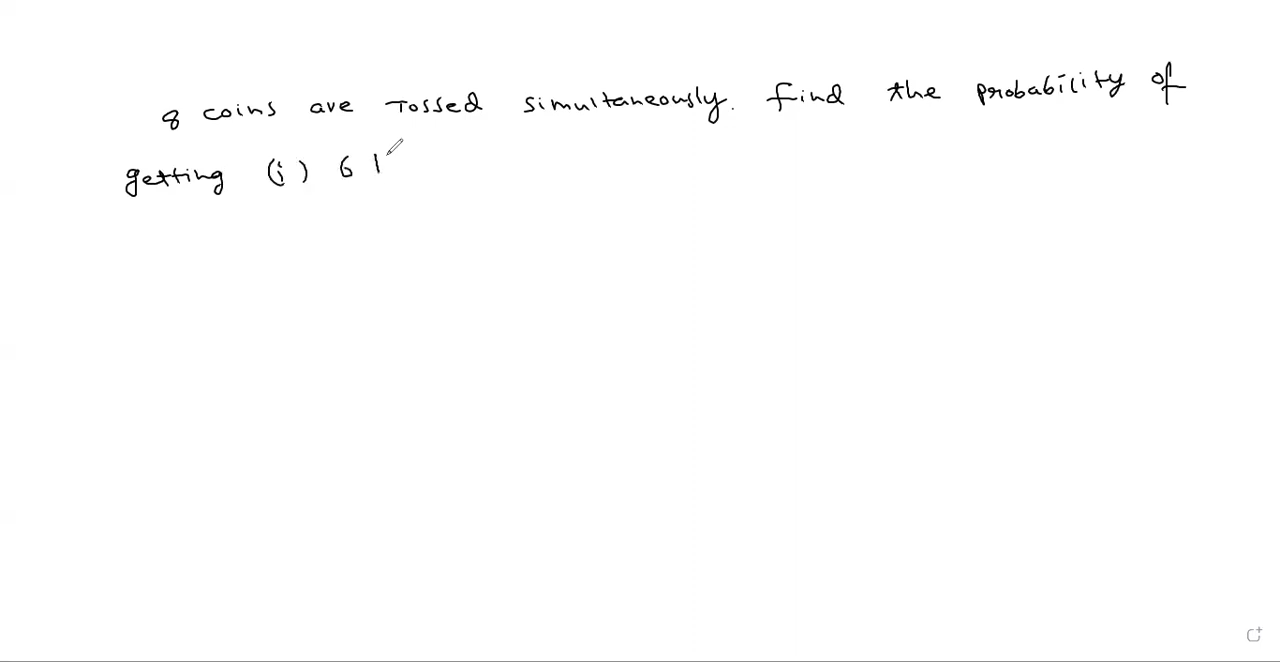 8 coins are Tossed simultaneously. Find the probability of
getting (i) 6